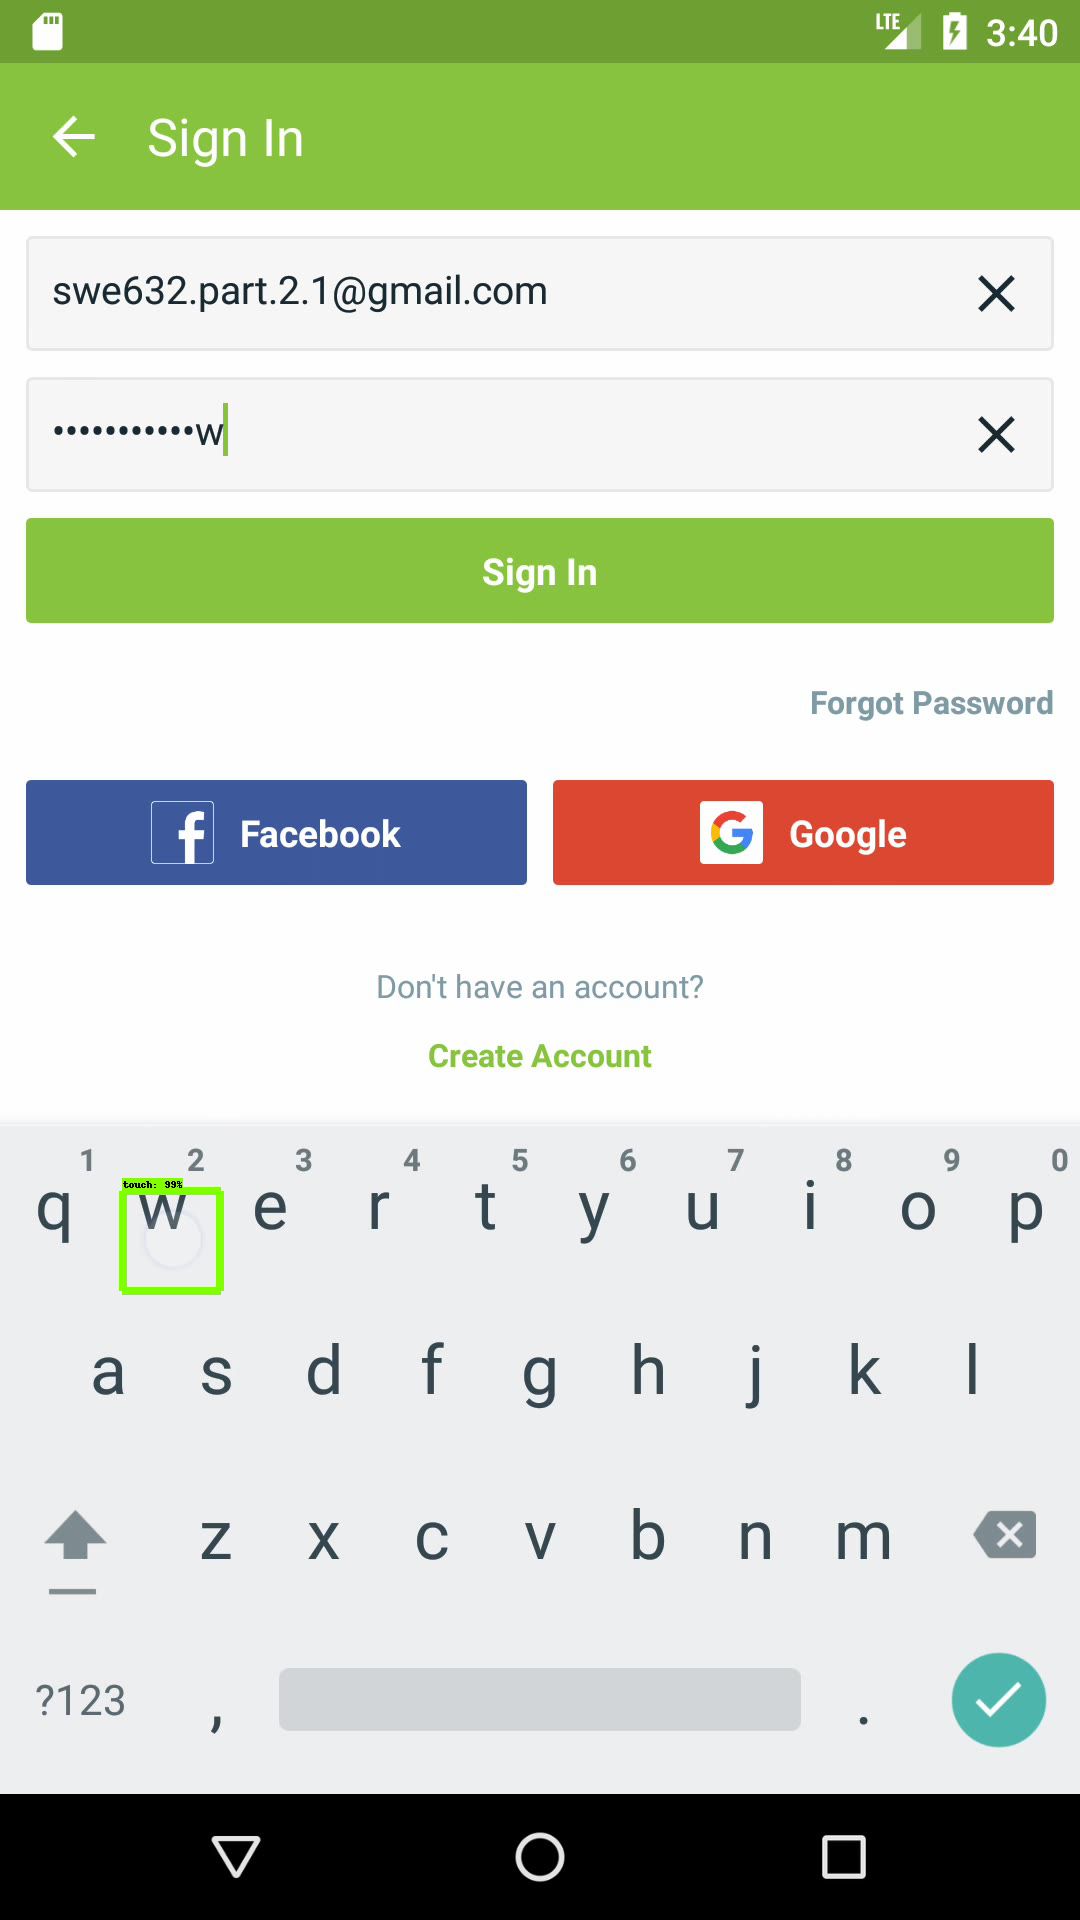 LTE 3:40
Sign In
swe632.part.2.1@gmail.com
•••••••••••w
Sign In
Forgot Password
Facebook
Google
Don't have an account?
Create Account
1 2 3 4 5 6 7 8 9 0
touch: 99%
q w e r t y u i o p
a s d f g h j k l
z x c v b n m
?123 , .